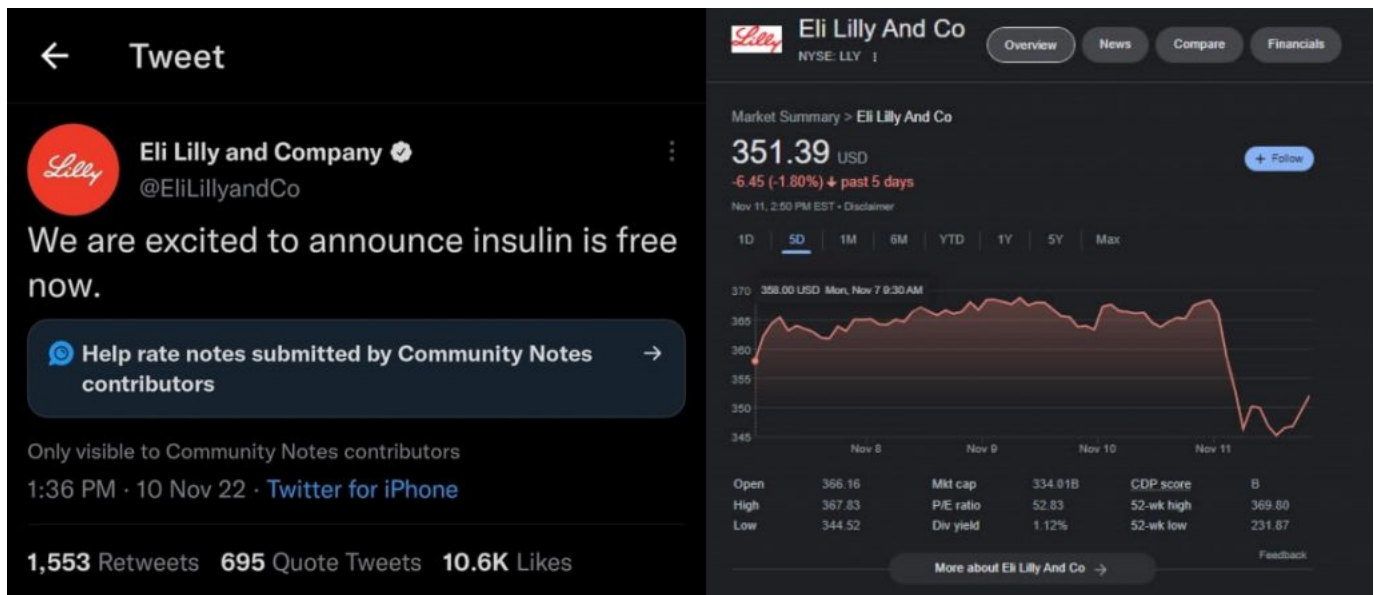 ← Tweet
Lilly
Eli Lilly and Company
@EliLillyandCo
We are excited to announce insulin is free
now.
Help rate notes submitted by Community Notes →
contributors
Only visible to Community Notes contributors
1:36 PM · 10 Nov 22 · Twitter for iPhone
1,553 Retweets 695 Quote Tweets 10.6K Likes
Lilly
Eli Lilly And Co
NYSE: LLY
Overview News Compare Financials
Market Summary > Eli Lilly And Co
351.39 USD
+ Follow
-6.45 (-1.80%) ↓ past 5 days
Nov 11, 2:50 PM EST • Disclaimer
1D 5D 1M 6M YTD 1Y 5Y Max
358.00 USD Mon, Nov 7 9:30 AM
370
365
360
355
350
345
Nov 8 Nov 9 Nov 10 Nov 11
Open 366.16 Mkt cap 334.01B CDP score B
High 367.83 P/E ratio 52.83 52-wk high 369.80
Low 344.52 Div yield 1.12% 52-wk low 231.87
Feedback
More about Eli Lilly And Co →